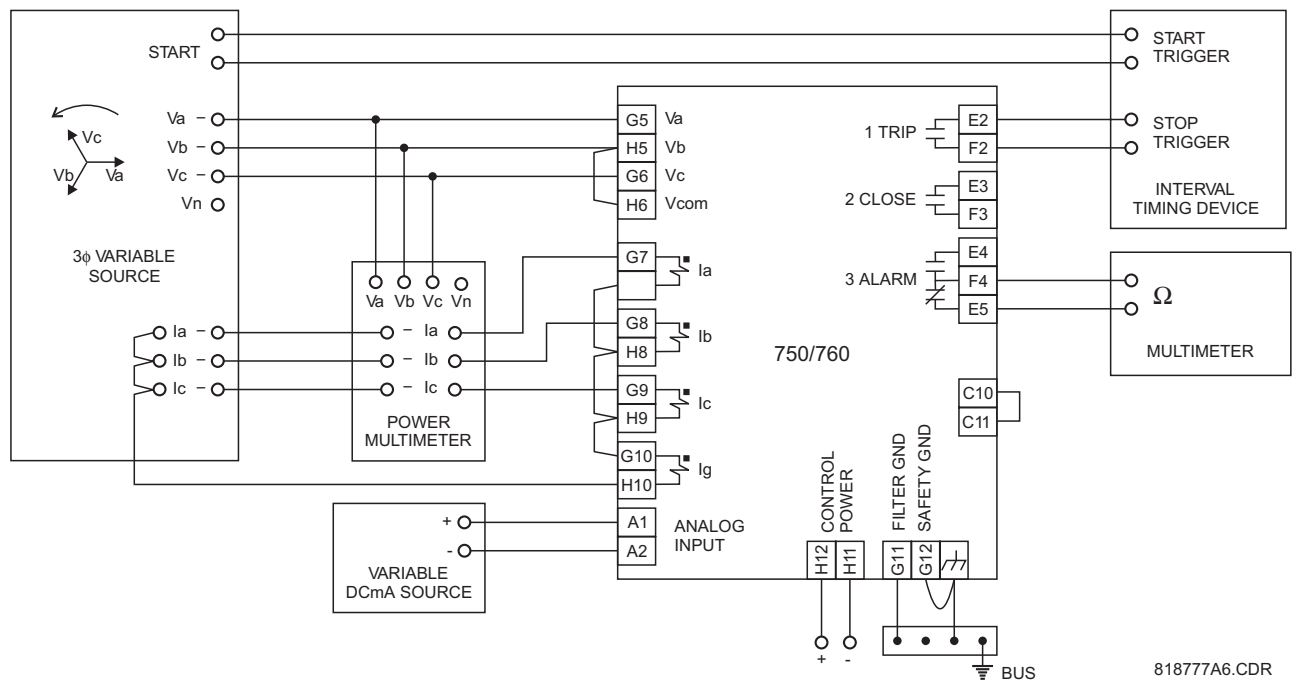 START
Va –
Vb –
Vc –
Vn
Vc
Vb
Va
3ϕ VARIABLE
SOURCE
Ia –
Ib –
Ic –
Va Vb Vc Vn
– Ia
– Ib
– Ic
POWER
MULTIMETER
+
-
VARIABLE
DCmA SOURCE
G5 Va
H5 Vb
G6 Vc
H6 Vcom
G7
Ia
G8
Ib
H8
G9
Ic
H9
G10
Ig
H10
A1
A2
ANALOG
INPUT
750/760
1 TRIP
E2
F2
2 CLOSE
E3
F3
3 ALARM
E4
F4
E5
C10
C11
CONTROL
POWER
FILTER GND
SAFETY GND
H12
H11
G11
G12
+
-
BUS
START
TRIGGER
STOP
TRIGGER
INTERVAL
TIMING DEVICE
Ω
MULTIMETER
818777A6.CDR